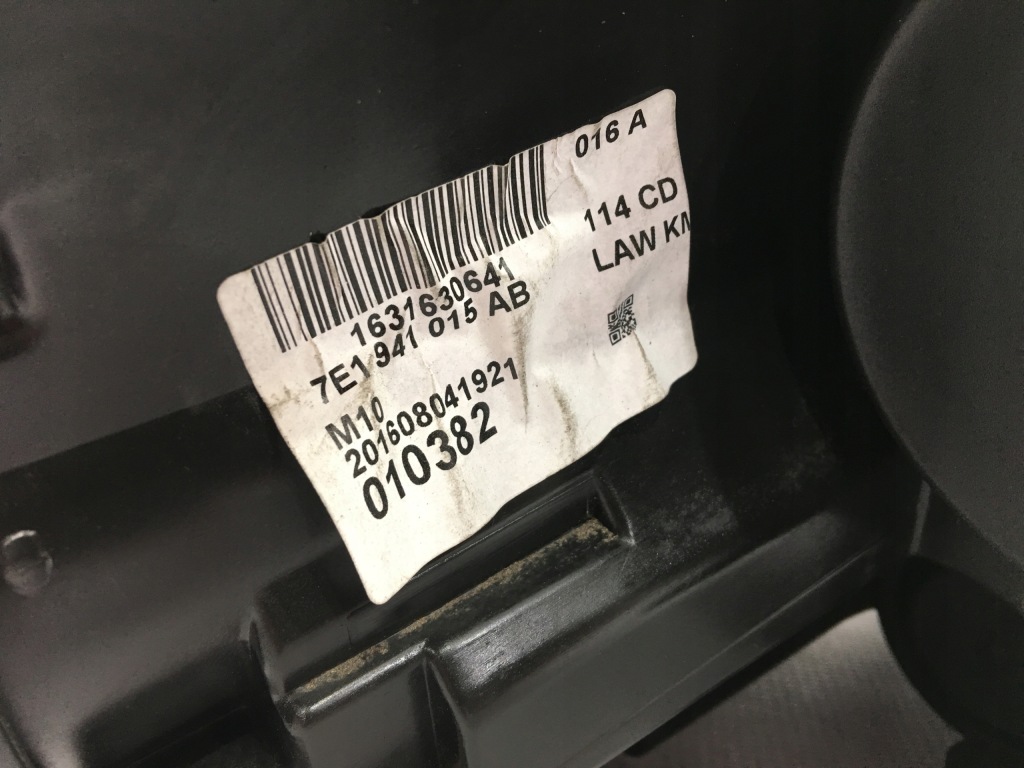 016 A
114 CD
LAW KM
1631630641
7E1 941 015 AB
M10
201608041921
010382